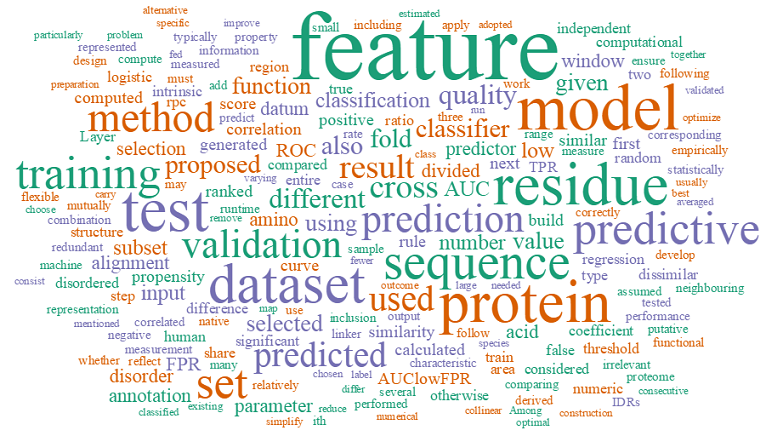 alternative
specific
small
estimated
adopted
improve
feature
including
apply
independent
particularly
problem
typically
property
computational
represented
information
design
fed
measured
compute
region
window
ensure
together
preparation
logistic
must
function
true
given
two
following
validated
computed
intrinsic
add
score
datum
classification
quality
work
model
optimize
rpc
predict
positive
ratio
three
run
method
correlation
classifier
range
similar
first
corresponding
Layer
generated
rate
fold
predictor
low
measure
random
empirically
selection
ROC
also
class
statistically
training
proposed
compared
result
divided
next
TPR
usually
may
varying
entire
case
cross
AUC
residue
best
averaged
flexible
carry
ranked
different
choose
mutually
runtime
amino
test
using
prediction
build
correctly
combination
remove
predictive
structure
rule
redundant
subset
validation
number
value
regression
develop
machine
curve
sample
alignment
fewer
sequence
type
dissimilar
consist
disordered
propensity
dataset
outcome
large
needed
assumed
neighbouring
step
input
map
used
protein
tested
representation
difference
use
inclusion
output
acid
performance
mentioned
correlated
native
selected
linker
similarity
follow
coefficient
putative
negative
human
significant
species
false
threshold
functional
measurement
predicted
calculated
whether
reflect
share
characteristic
train
irrelevant
disorder
FPR
many
set
chosen
label
AUClowFPR
area
considered
proteome
annotation
relatively
differ
several
otherwise
comparing
numeric
consecutive
classified
existing
parameter
reduce
performed
derived
IDRs
simplify
ith
numerical
collinear
Among
construction
optimal